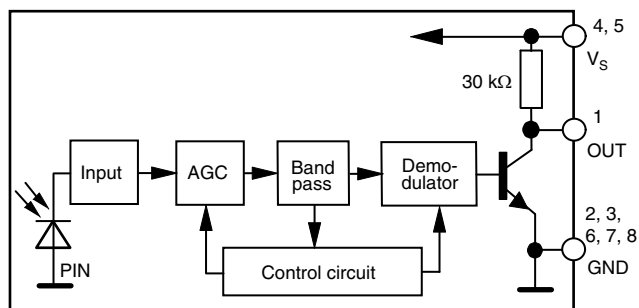 4, 5
V_S
30 kΩ
1
OUT
Input
AGC
Band
pass
Demo-
dulator
2, 3,
6, 7, 8
GND
PIN
Control circuit